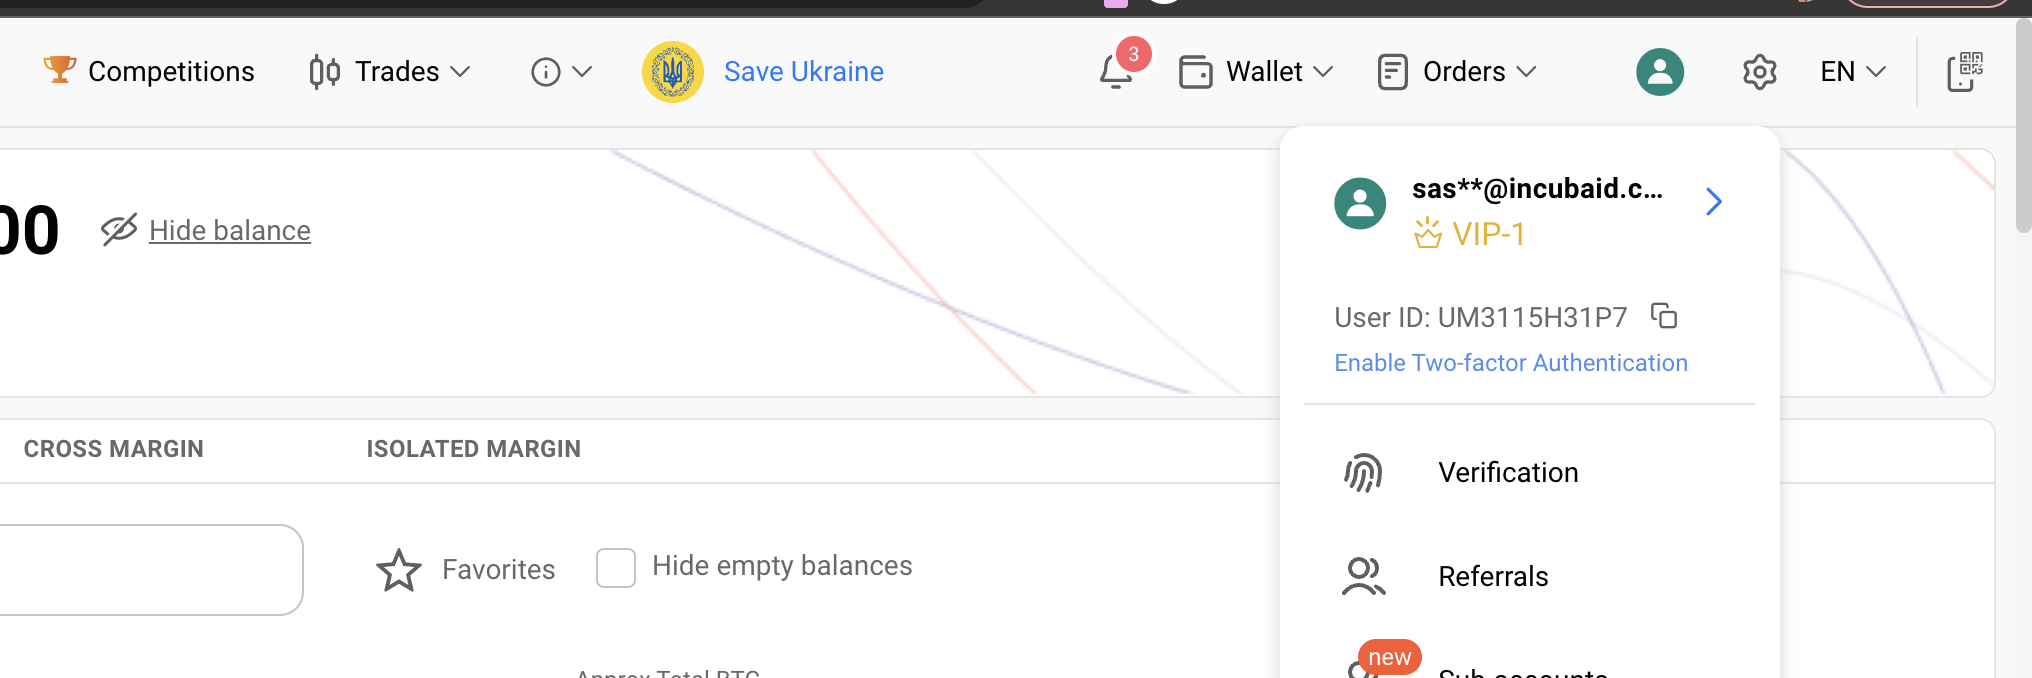 Competitions
Trades
Save Ukraine
3
Wallet
Orders
EN
00
Hide balance
sas**@incubaid.c...
VIP-1
User ID: UM3115H31P7
Enable Two-factor Authentication
CROSS MARGIN
ISOLATED MARGIN
Verification
Favorites
Hide empty balances
Referrals
new
Sub-accounts
Approx Total BTC